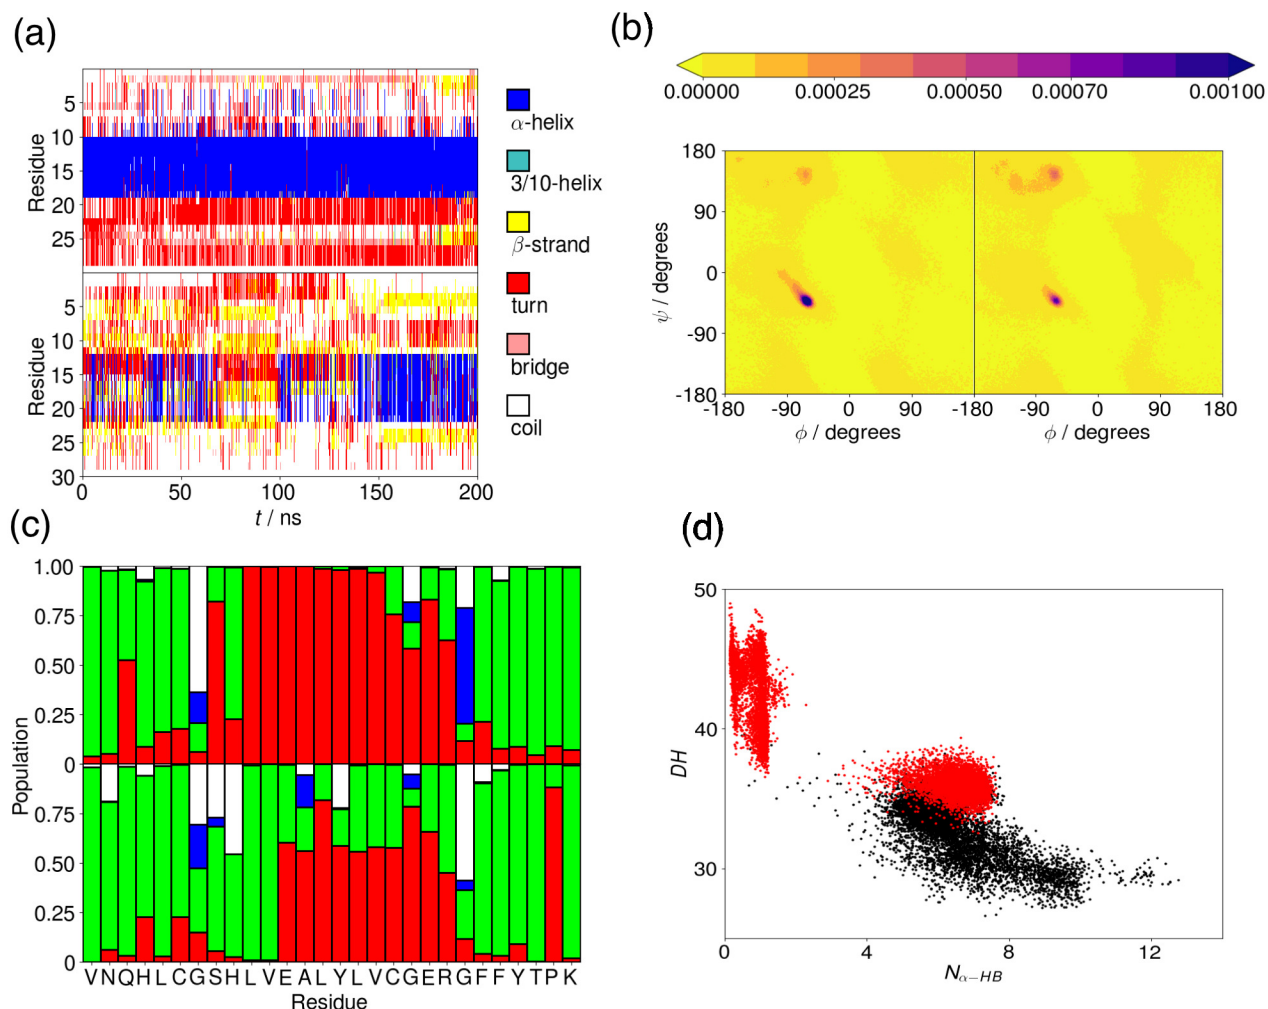 (a)
5
10
15
20
25
Residue
5
10
15
20
25
30
Residue
0 50 100 150 200
t / ns
α-helix
3/10-helix
β-strand
turn
bridge
coil
(b)
0.00000 0.00025 0.00050 0.00070 0.00100
180
90
0
-90
-180
ψ / degrees
-180 -90 0 90 -180 -90 0 90 180
ϕ / degrees ϕ / degrees
(c)
1.00
0.75
0.50
0.25
0
0.75
0.50
0.25
0
Population
V N Q H L C G S H L V E A L Y L V C G E R G F F Y T P K
Residue
(d)
50
40
30
DH
0 4 8 12
Nα−HB